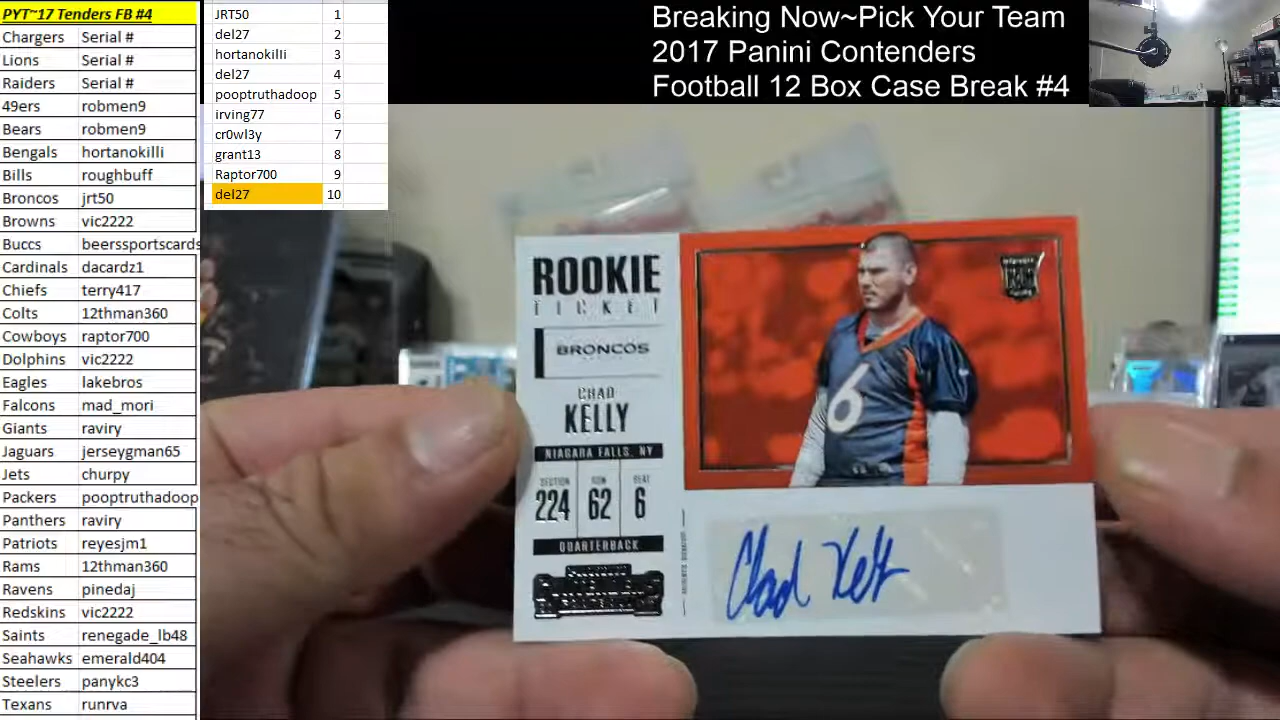 PYT~17 Tenders FB #4
Chargers Serial #
Lions Serial #
Raiders Serial #
49ers robmen9
Bears robmen9
Bengals hortanokilli
Bills roughbuff
Broncos jrt50
Browns vic2222
Buccs beerssportscards
Cardinals dacardz1
Chiefs terry417
Colts 12thman360
Cowboys raptor700
Dolphins vic2222
Eagles lakebros
Falcons mad_mori
Giants raviry
Jaguars jerseygman65
Jets churpy
Packers pooptruthadoop
Panthers raviry
Patriots reyesjm1
Rams 12thman360
Ravens pinedaj
Redskins vic2222
Saints renegade_lb48
Seahawks emerald404
Steelers panykc3
Texans runrva
JRT50 1
del27 2
hortanokilli 3
del27 4
pooptruthadoop 5
irving77 6
cr0wl3y 7
grant13 8
Raptor700 9
del27 10
Breaking Now~Pick Your Team
2017 Panini Contenders
Football 12 Box Case Break #4
ROOKIE
TICKET
BRONCOS
CHAD
KELLY
NIAGARA FALLS, NY
SECTION ROW SEAT
224 62 6
QUARTERBACK
6
Chad Kelly